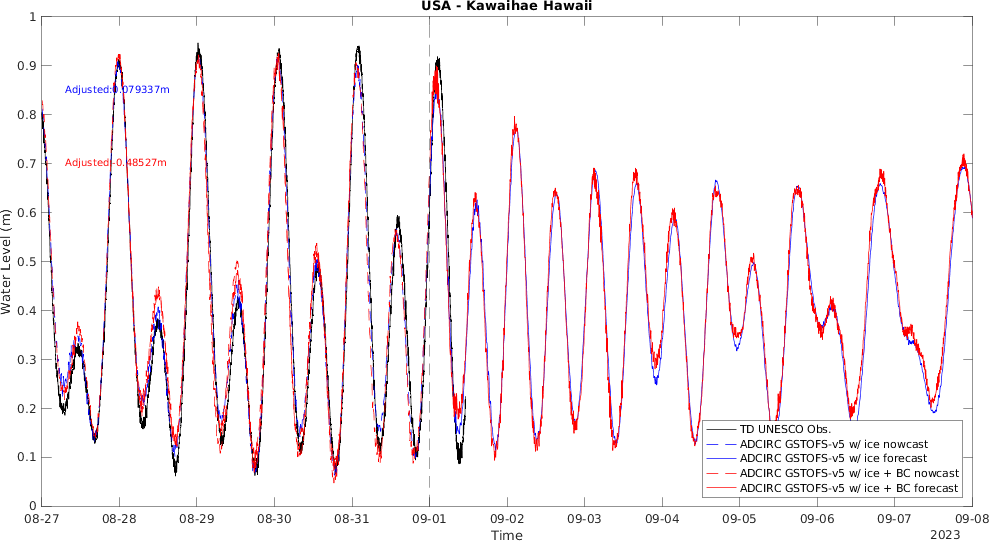 USA - Kawaihae Hawaii
1
0.9
Adjusted:0.079337m
0.8
0.7
Adjusted:-0.48527m
0.6
Water Level (m)
0.5
0.4
0.3
0.2
0.1
0
TD UNESCO Obs.
ADCIRC GSTOFS-v5 w/ ice nowcast
ADCIRC GSTOFS-v5 w/ ice forecast
ADCIRC GSTOFS-v5 w/ ice + BC nowcast
ADCIRC GSTOFS-v5 w/ ice + BC forecast
08-27 08-28 08-29 08-30 08-31 09-01 09-02 09-03 09-04 09-05 09-06 09-07 09-08
Time
2023